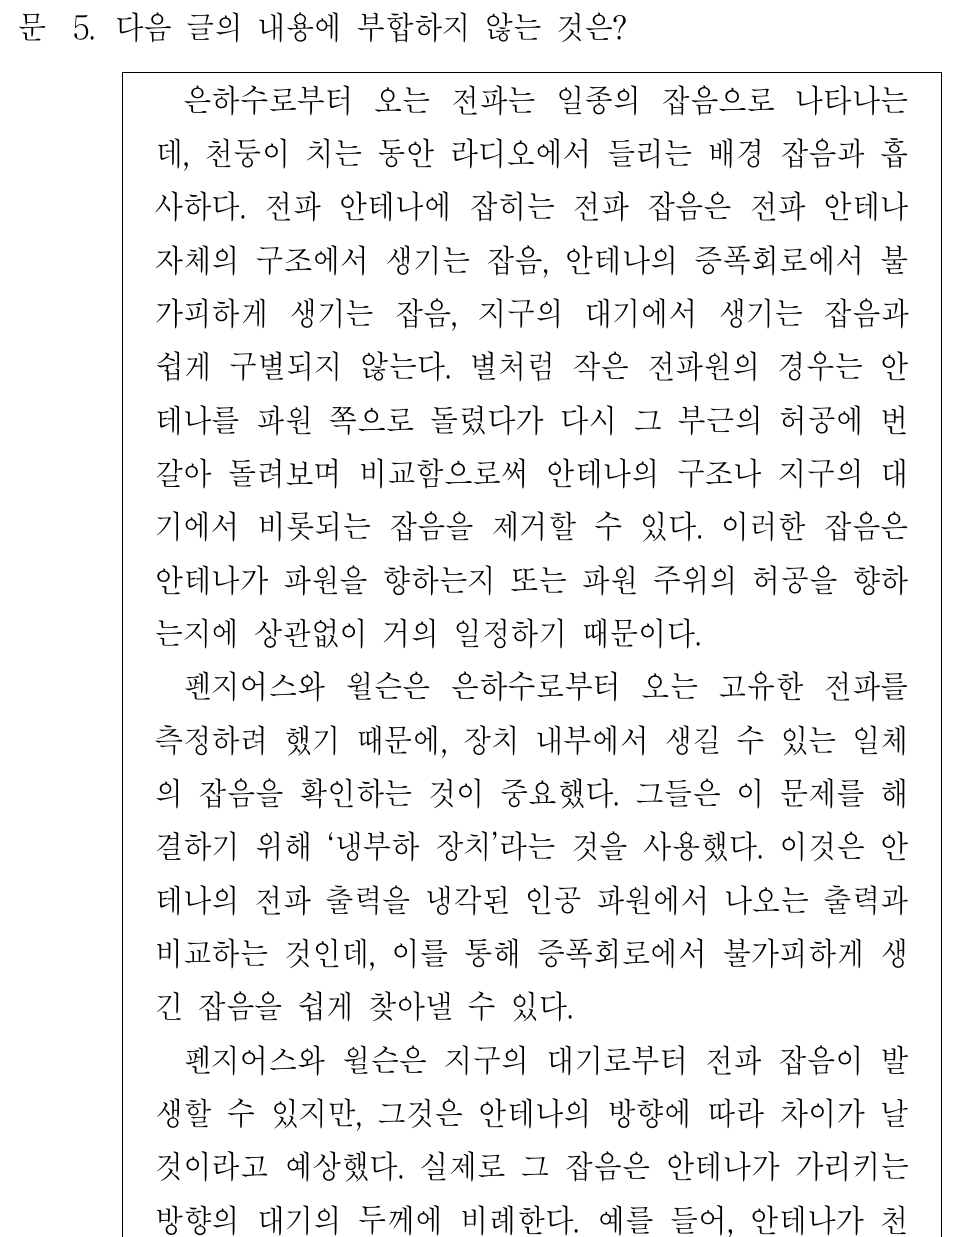 문 5. 다음 글의 내용에 부합하지 않는 것은?
은하수로부터 오는 전파는 일종의 잡음으로 나타나는
데, 천둥이 치는 동안 라디오에서 들리는 배경 잡음과 흡
사하다. 전파 안테나에 잡히는 전파 잡음은 전파 안테나
자체의 구조에서 생기는 잡음, 안테나의 증폭회로에서 불
가피하게 생기는 잡음, 지구의 대기에서 생기는 잡음과
쉽게 구별되지 않는다. 별처럼 작은 전파원의 경우는 안
테나를 파원 쪽으로 돌렸다가 다시 그 부근의 허공에 번
갈아 돌려보며 비교함으로써 안테나의 구조나 지구의 대
기에서 비롯되는 잡음을 제거할 수 있다. 이러한 잡음은
안테나가 파원을 향하는지 또는 파원 주위의 허공을 향하
는지에 상관없이 거의 일정하기 때문이다.
펜지어스와 윌슨은 은하수로부터 오는 고유한 전파를
측정하려 했기 때문에, 장치 내부에서 생길 수 있는 일체
의 잡음을 확인하는 것이 중요했다. 그들은 이 문제를 해
결하기 위해 ‘냉부하 장치’라는 것을 사용했다. 이것은 안
테나의 전파 출력을 냉각된 인공 파원에서 나오는 출력과
비교하는 것인데, 이를 통해 증폭회로에서 불가피하게 생
긴 잡음을 쉽게 찾아낼 수 있다.
펜지어스와 윌슨은 지구의 대기로부터 전파 잡음이 발
생할 수 있지만, 그것은 안테나의 방향에 따라 차이가 날
것이라고 예상했다. 실제로 그 잡음은 안테나가 가리키는
방향의 대기의 두께에 비례한다. 예를 들어, 안테나가 천